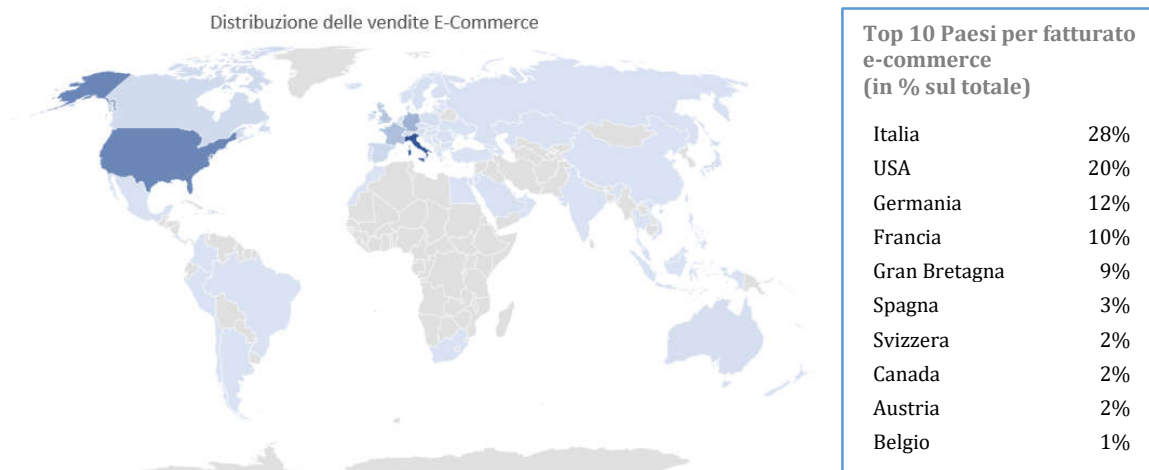 Distribuzione delle vendite E-Commerce
Top 10 Paesi per fatturato
e-commerce
(in % sul totale)
Italia 28%
USA 20%
Germania 12%
Francia 10%
Gran Bretagna 9%
Spagna 3%
Svizzera 2%
Canada 2%
Austria 2%
Belgio 1%